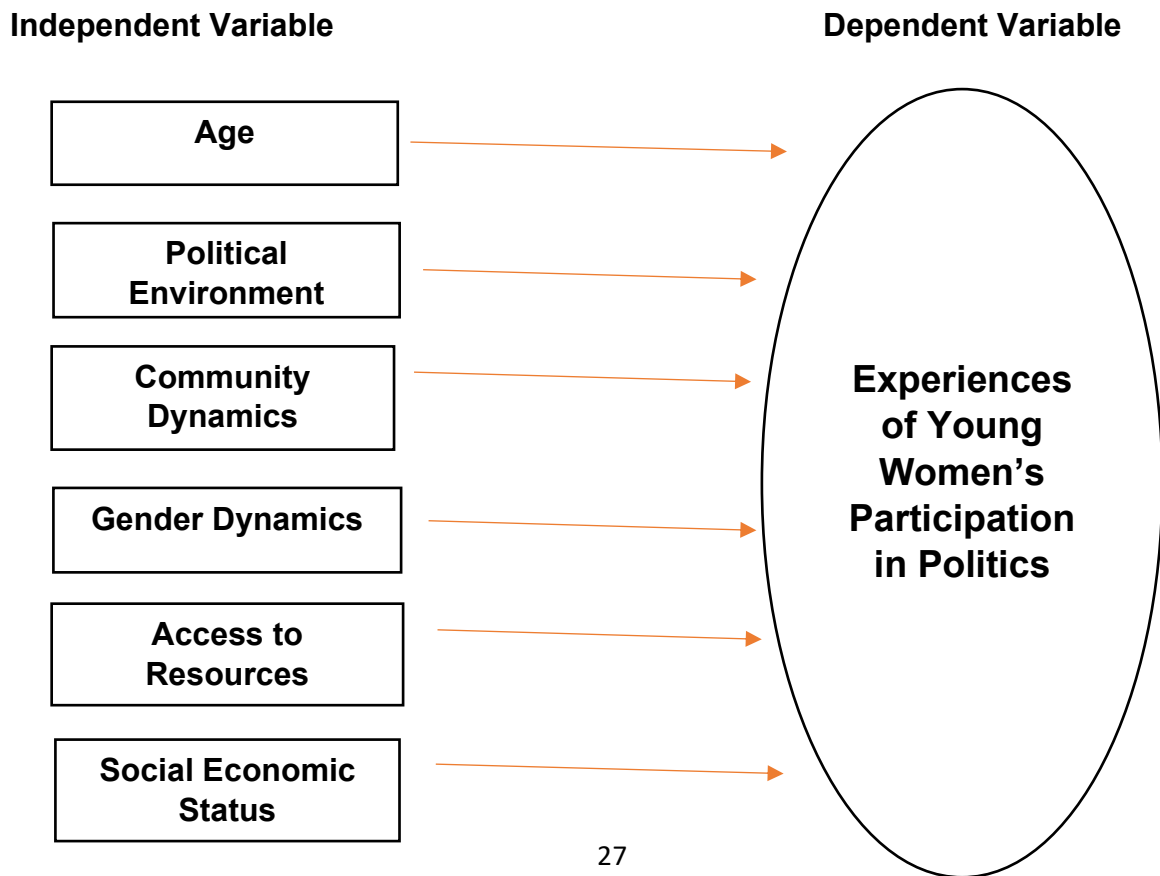 Independent Variable
Dependent Variable
Age
Political
Environment
Community
Dynamics
Gender Dynamics
Access to
Resources
Social Economic
Status
Experiences
of Young
Women’s
Participation
in Politics
27